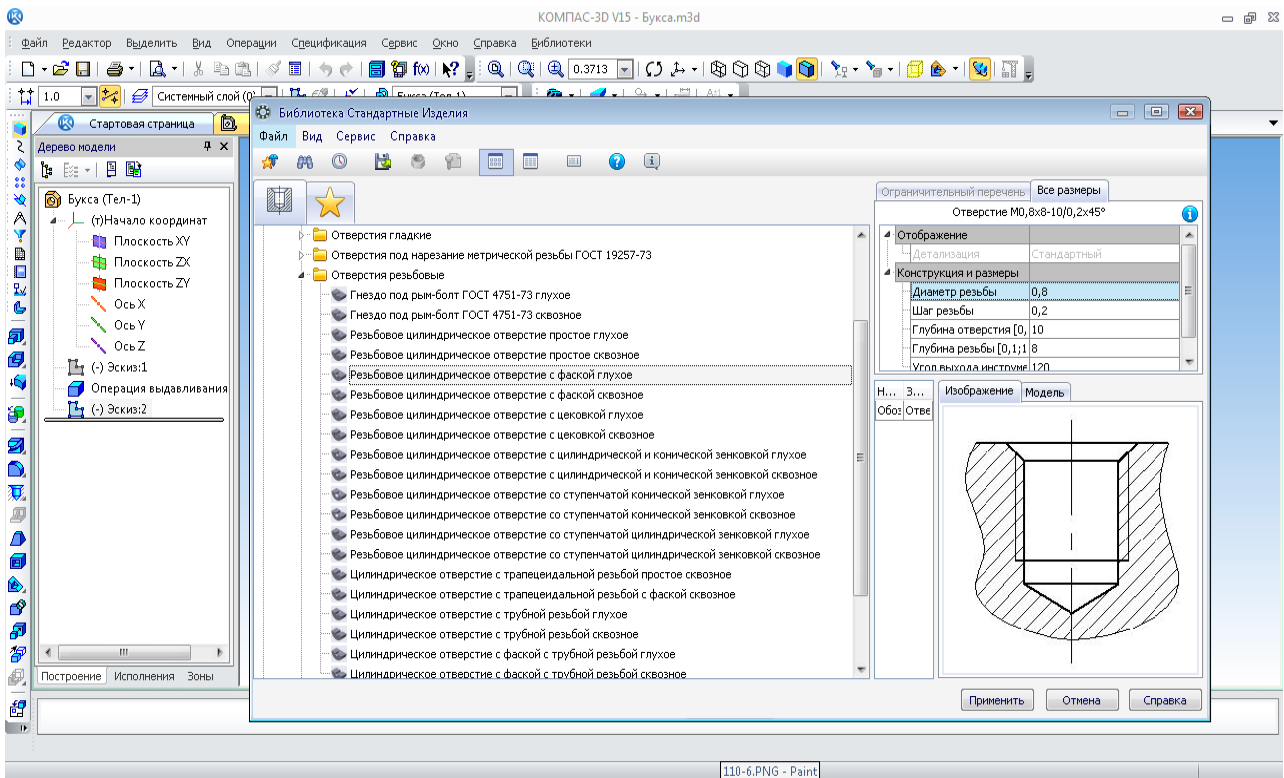 КОМПАС-3D V15 - Букса.m3d
Файл Редактор Выделить Вид Операции Спецификация Сервис Окно Справка Библиотеки
0.3713
1.0 Системный слой (0)
Стартовая страница
Дерево модели
Букса (Тел-1)
(т)Начало координат
Плоскость XY
Плоскость ZX
Плоскость ZY
Ось X
Ось Y
Ось Z
(-) Эскиз:1
Операция выдавливания
(-) Эскиз:2
Построение Исполнения Зоны
Библиотека Стандартные Изделия
Файл Вид Сервис Справка
Отверстия гладкие
Отверстия под нарезание метрической резьбы ГОСТ 19257-73
Отверстия резьбовые
Гнездо под рым-болт ГОСТ 4751-73 глухое
Гнездо под рым-болт ГОСТ 4751-73 сквозное
Резьбовое цилиндрическое отверстие простое глухое
Резьбовое цилиндрическое отверстие простое сквозное
Резьбовое цилиндрическое отверстие с фаской глухое
Резьбовое цилиндрическое отверстие с фаской сквозное
Резьбовое цилиндрическое отверстие с цековкой глухое
Резьбовое цилиндрическое отверстие с цековкой сквозное
Резьбовое цилиндрическое отверстие с цилиндрической и конической зенковкой глухое
Резьбовое цилиндрическое отверстие с цилиндрической и конической зенковкой сквозное
Резьбовое цилиндрическое отверстие со ступенчатой конической зенковкой глухое
Резьбовое цилиндрическое отверстие со ступенчатой конической зенковкой сквозное
Резьбовое цилиндрическое отверстие со ступенчатой цилиндрической зенковкой глухое
Резьбовое цилиндрическое отверстие со ступенчатой цилиндрической зенковкой сквозное
Цилиндрическое отверстие с трапецеидальной резьбой простое сквозное
Цилиндрическое отверстие с трапецеидальной резьбой с фаской сквозное
Цилиндрическое отверстие с трубной резьбой глухое
Цилиндрическое отверстие с трубной резьбой сквозное
Цилиндрическое отверстие с фаской с трубной резьбой глухое
Цилиндрическое отверстие с фаской с трубной резьбой сквозное
Ограничительный перечень Все размеры
Отверстие M0,8x8-10/0,2x45°
Отображение
Детализация Стандартный
Конструкция и размеры
Диаметр резьбы 0,8
Шаг резьбы 0,2
Глубина отверстия [0, 10
Глубина резьбы [0,1;1 8
Угол выхода инструме 120
Н... З...
Обоз Отве
Изображение Модель
Применить Отмена Справка
110-6.PNG - Paint